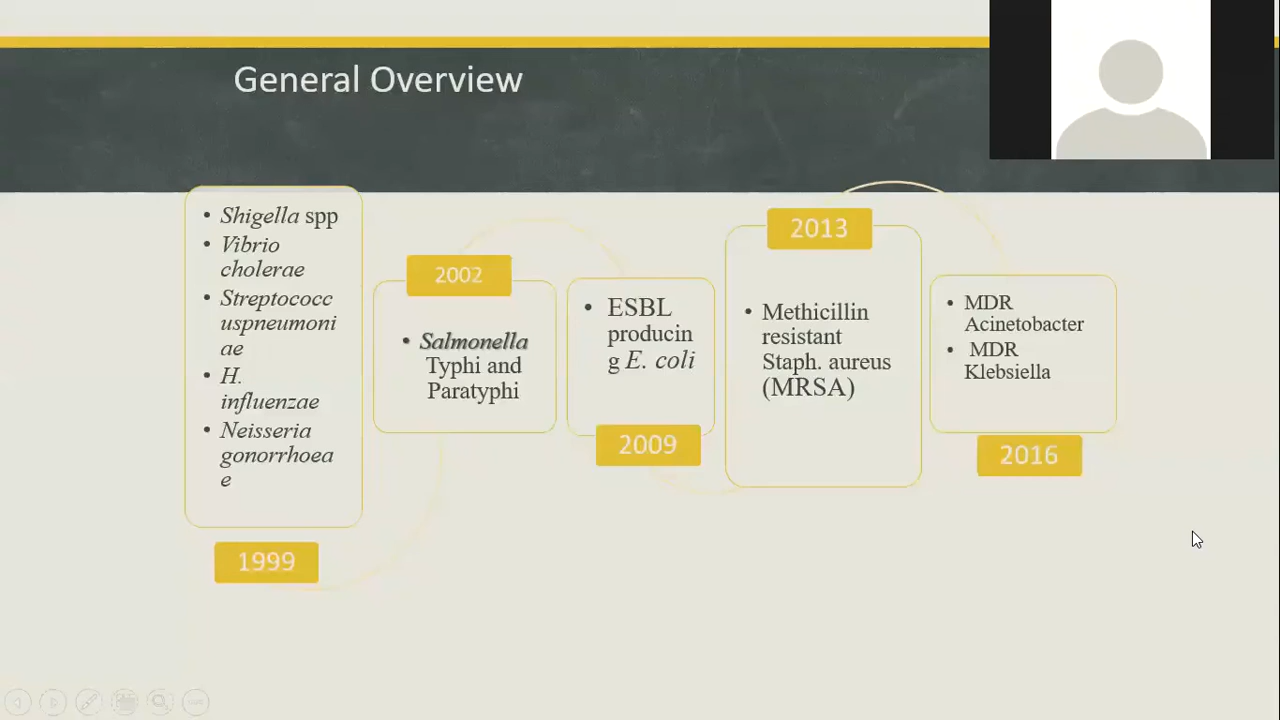 General Overview
• Shigella spp
• Vibrio
cholerae
• Streptococc
uspneumoni
ae
• H.
influenzae
• Neisseria
gonorrhoea
e
1999
2002
• Salmonella
Typhi and
Paratyphi
• ESBL
producin
g E. coli
2009
2013
• Methicillin
resistant
Staph. aureus
(MRSA)
• MDR
Acinetobacter
• MDR
Klebsiella
2016